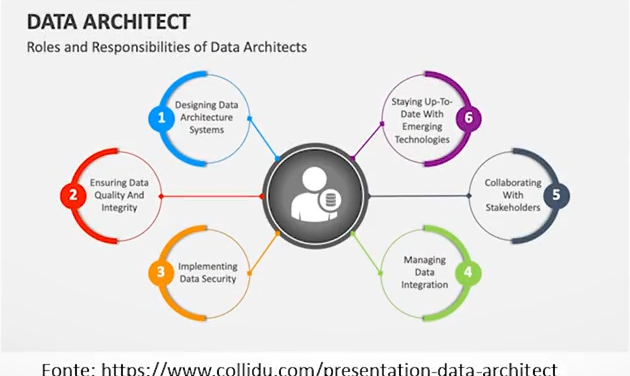 DATA ARCHITECT
Roles and Responsibilities of Data Architects
1
Designing Data
Architecture
Systems
2
Ensuring Data
Quality And
Integrity
3
Implementing
Data Security
6
Staying Up-To-
Date With
Emerging
Technologies
5
Collaborating
With
Stakeholders
4
Managing
Data
Integration
Fonte: https://www.collidu.com/presentation-data-architect